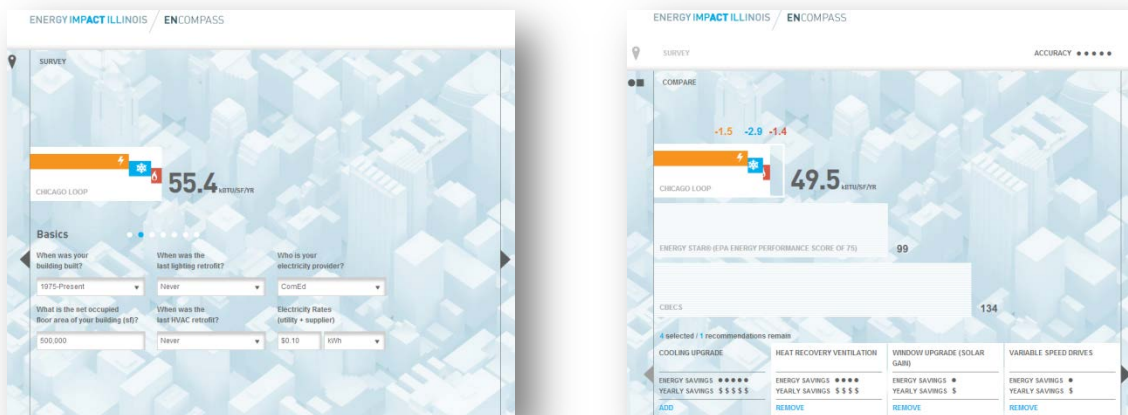 ENERGY IMPACT ILLINOIS / ENCOMPASS
SURVEY
55.4 kBTU/SF/YR
CHICAGO LOOP
Basics
When was your building built?
When was the last lighting retrofit?
Who is your electricity provider?
1975-Present
Never
ComEd
What is the net occupied floor area of your building (sf)?
When was the last HVAC retrofit?
Electricity Rates (utility + supplier)
500,000
Never
$0.10
kWh
ENERGY IMPACT ILLINOIS / ENCOMPASS
SURVEY
ACCURACY
COMPARE
-1.5 -2.9 -1.4
49.5 kBTU/SF/YR
CHICAGO LOOP
ENERGY STAR® (EPA ENERGY PERFORMANCE SCORE OF 75)
99
CBECS
134
4 selected / 1 recommendations remain
COOLING UPGRADE
ENERGY SAVINGS
YEARLY SAVINGS $ $ $ $ $
ADD
HEAT RECOVERY VENTILATION
ENERGY SAVINGS
YEARLY SAVINGS $ $ $ $
REMOVE
WINDOW UPGRADE (SOLAR GAIN)
ENERGY SAVINGS
YEARLY SAVINGS $
REMOVE
VARIABLE SPEED DRIVES
ENERGY SAVINGS
YEARLY SAVINGS $
REMOVE